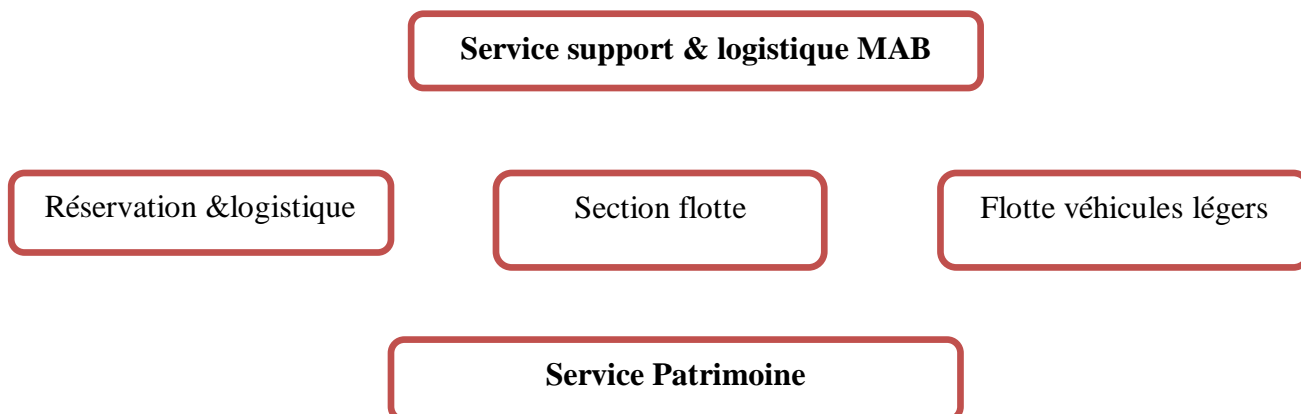 Service support & logistique MAB
Réservation &logistique
Section flotte
Flotte véhicules légers
Service Patrimoine